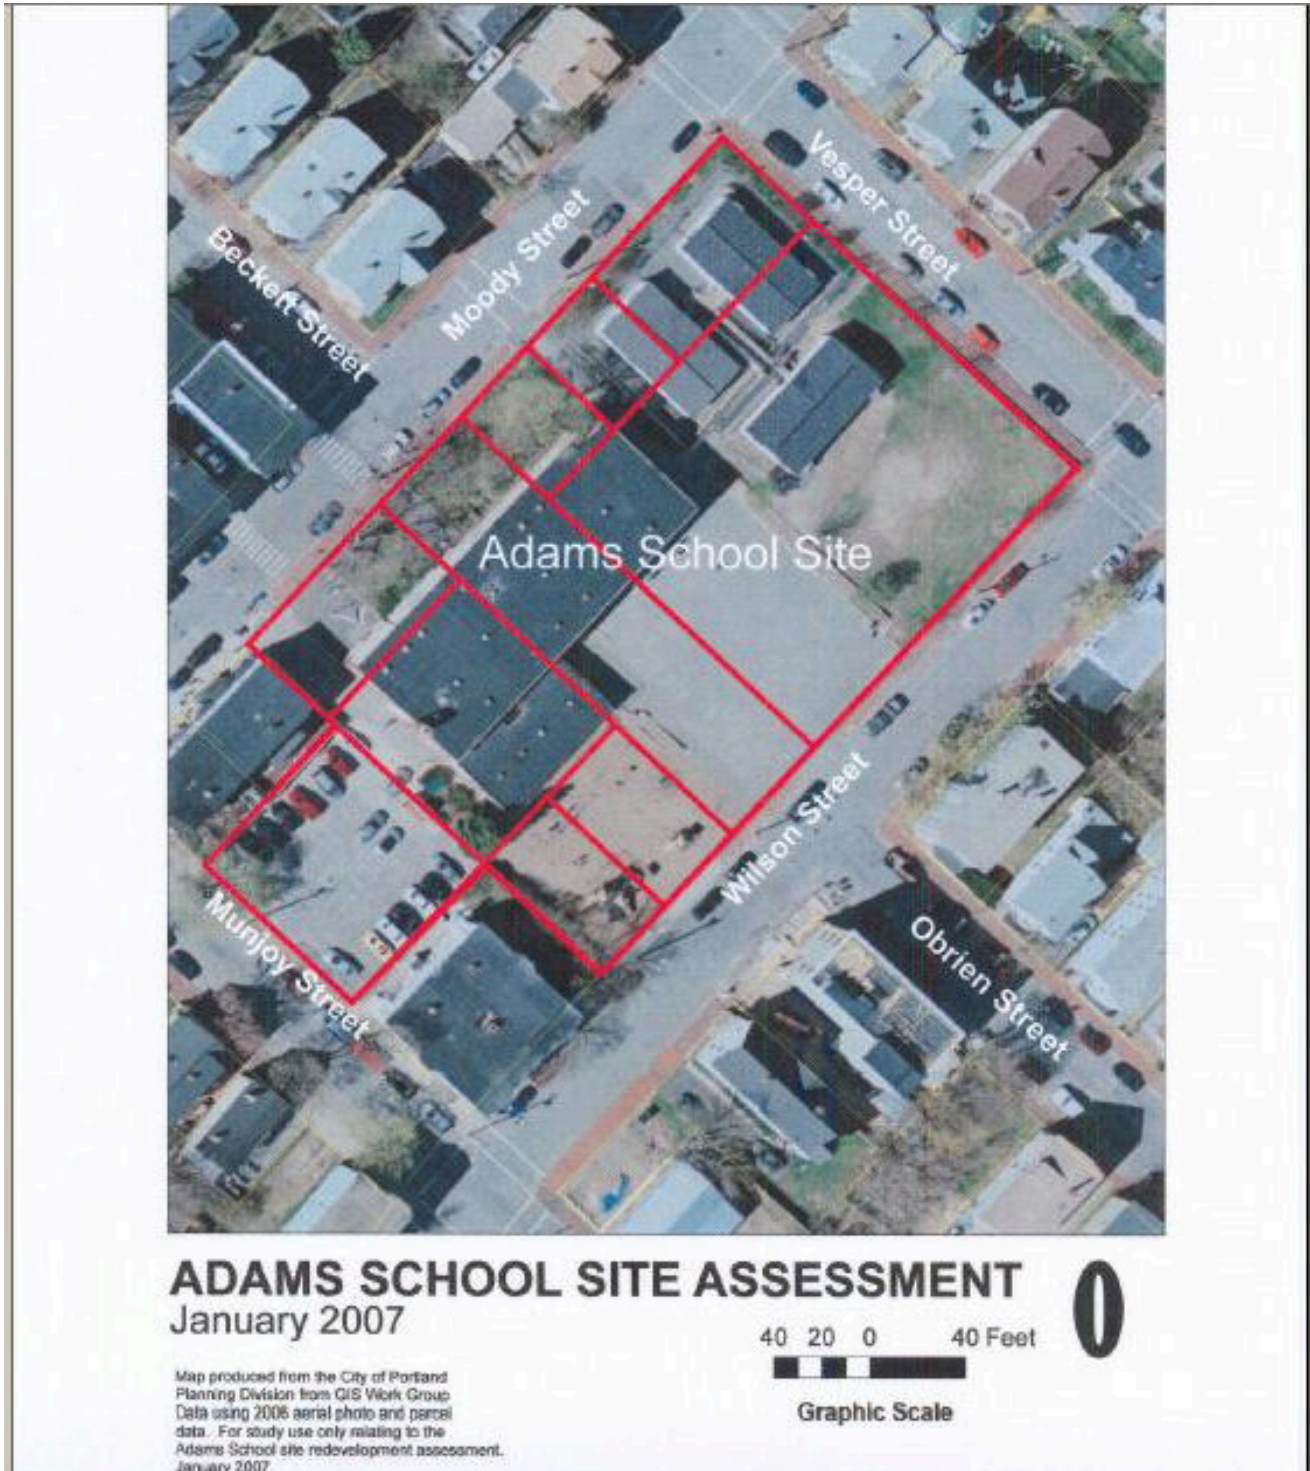 Vesper Street
Beckett Street
Moody Street
Adams School Site
Wilson Street
Munjoy Street
Obrien Street
ADAMS SCHOOL SITE ASSESSMENT
January 2007
40 20 0 40 Feet
Graphic Scale
Map produced from the City of Portland
Planning Division from GIS Work Group
Data using 2006 aerial photo and parcel
data. For study use only relating to the
Adams School site redevelopment assessment.
January 2007